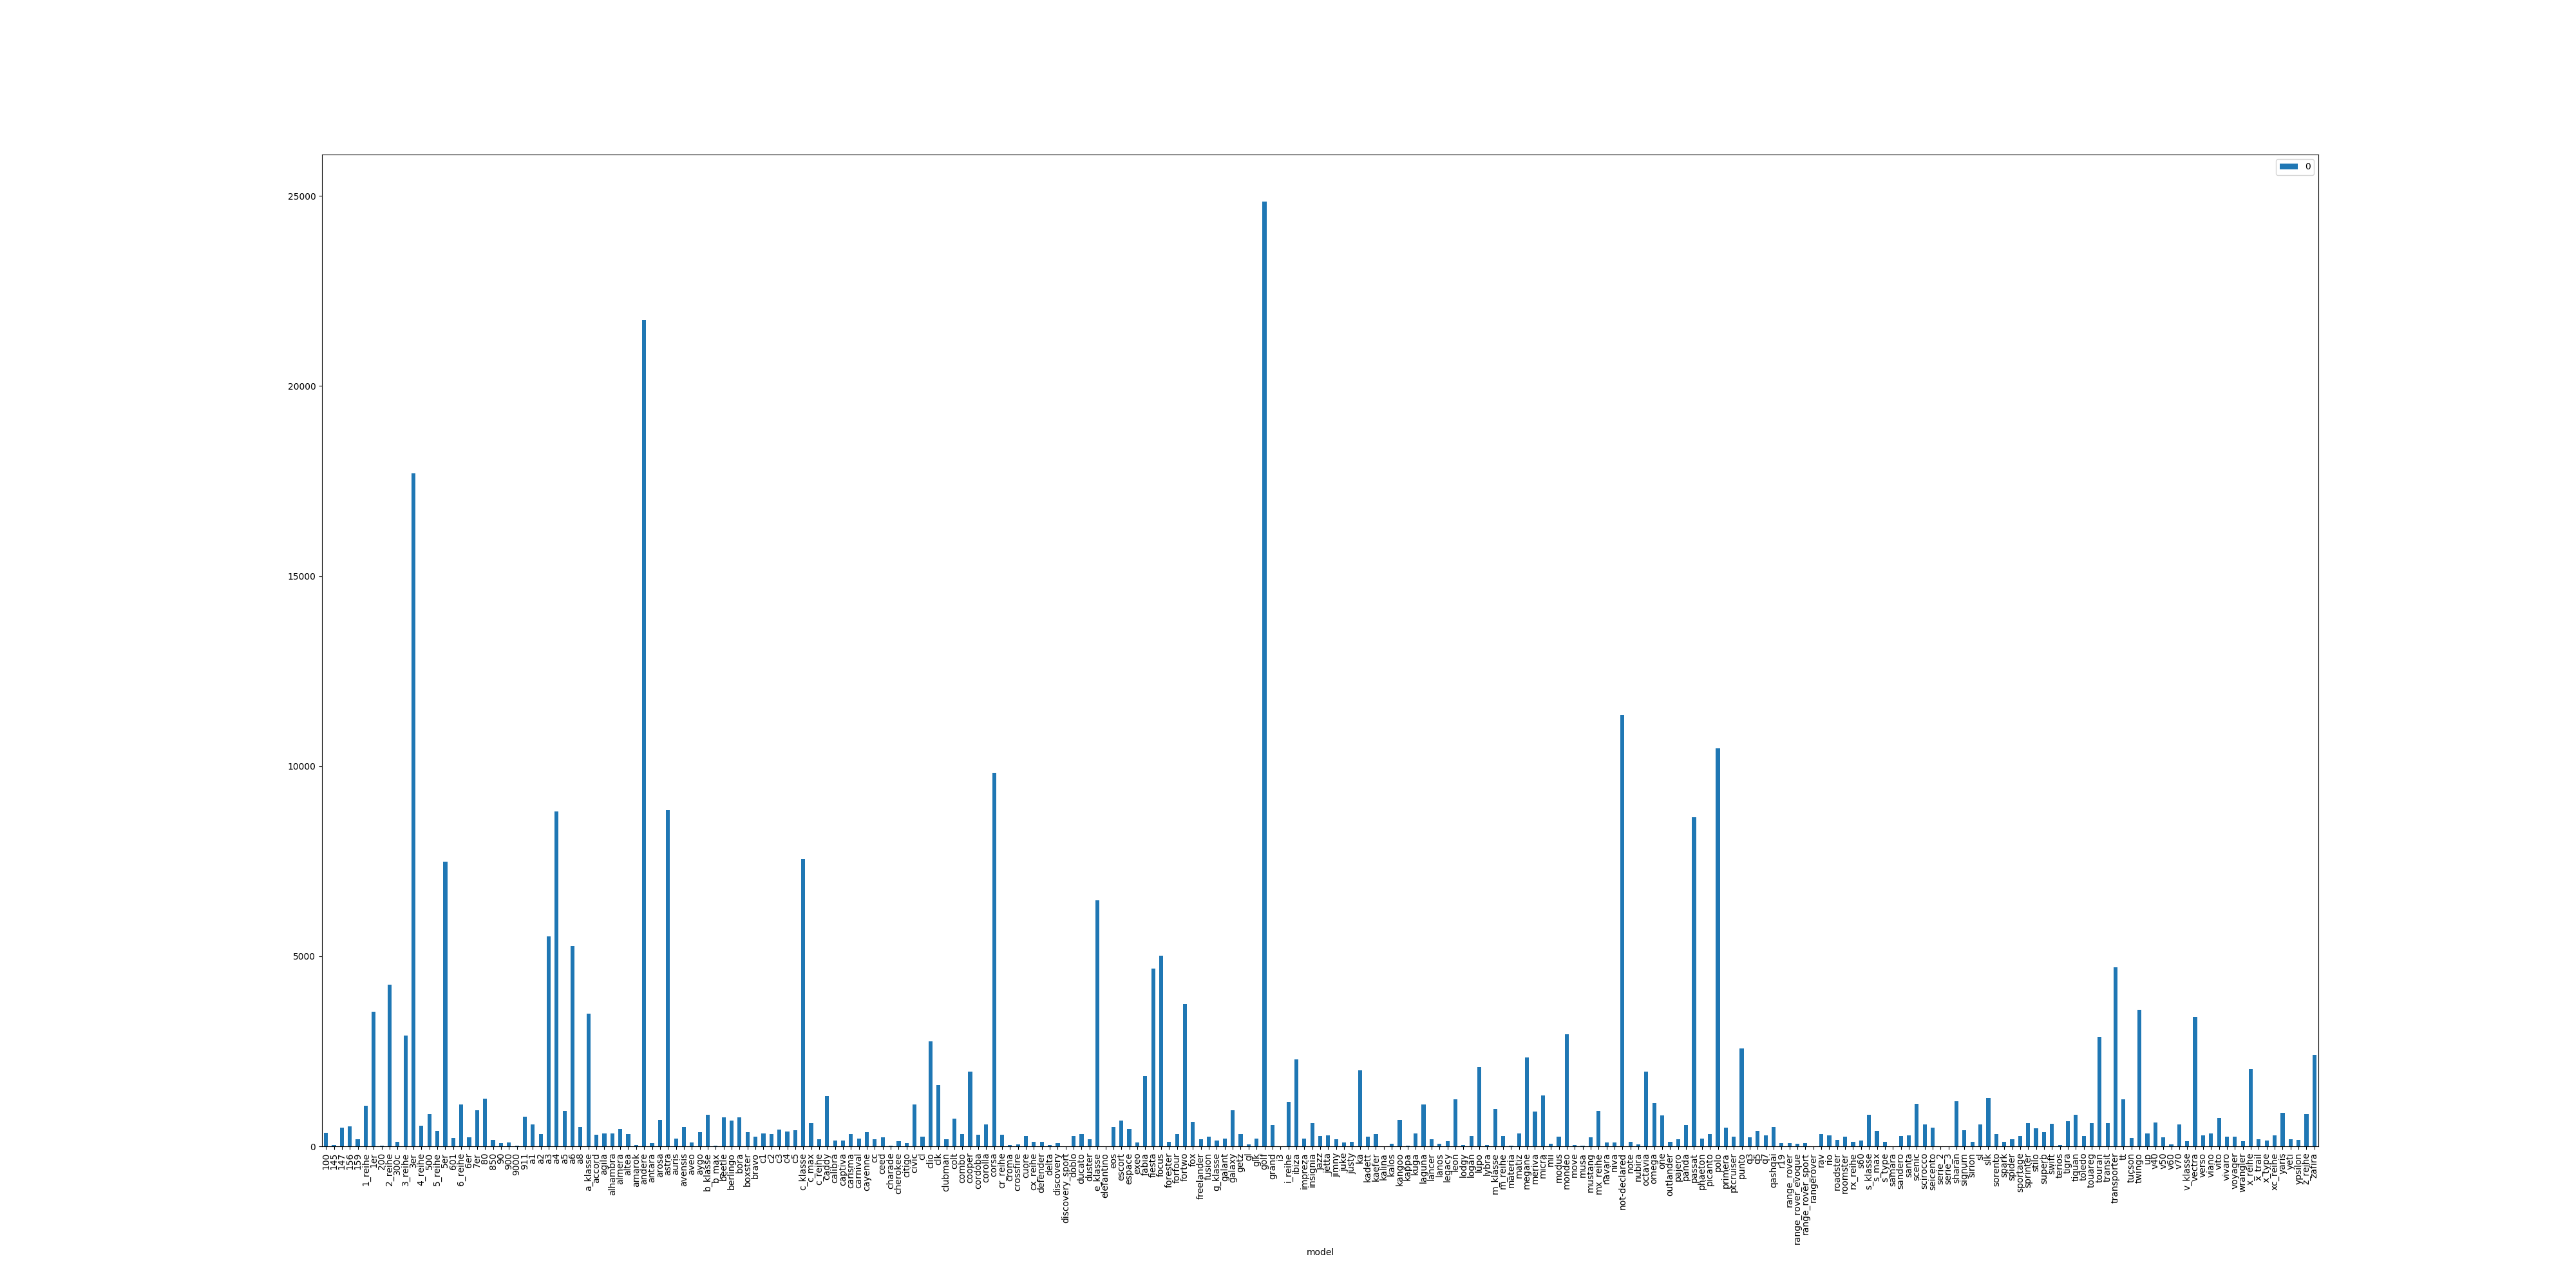 0
25000
20000
15000
10000
5000
0
100
145
147
156
159
1_reihe
1er
200
2_reihe
300c
3_reihe
3er
4_reihe
500
5_reihe
5er
601
6_reihe
6er
7er
80
850
90
900
9000
911
a1
a2
a3
a4
a5
a6
a8
a_klasse
accord
agila
alhambra
almera
altea
amarok
andere
antara
arosa
astra
auris
avensis
aveo
aygo
b_klasse
b_max
beetle
berlingo
bora
boxster
bravo
c1
c2
c3
c4
c5
c_klasse
c_max
c_reihe
caddy
calibra
captiva
carisma
carnival
cayenne
cc
ceed
charade
cherokee
citigo
civic
cl
clio
clk
clubman
colt
combo
cooper
cordoba
corolla
corsa
cr_reihe
croma
crossfire
cuore
cx_reihe
defender
delta
discovery
discovery_sport
doblo
ducato
duster
e_klasse
elefantino
eos
escort
espace
exeo
fabia
fiesta
focus
forester
forfour
fortwo
fox
freelander
fusion
g_klasse
galant
galaxy
getz
gl
glk
golf
grand
i3
i_reihe
ibiza
impreza
insignia
jazz
jetta
jimny
juke
justy
ka
kadett
kaefer
kalina
kalos
kangoo
kappa
kuga
laguna
lancer
lanos
legacy
leon
lodgy
logan
lupo
lybra
m_klasse
m_reihe
materia
matiz
megane
meriva
micra
mii
modus
mondeo
move
musa
mustang
mx_reihe
navara
niva
not-declared
note
nubira
octavia
omega
one
outlander
pajero
panda
passat
phaeton
picanto
polo
primera
ptcruiser
punto
q3
q5
q7
qashqai
r19
range_rover
range_rover_evoque
range_rover_sport
rangerover
rav
rio
roadster
roomster
rx_reihe
s60
s_klasse
s_max
s_type
samara
sandero
santa
scenic
scirocco
seicento
serie_2
serie_3
sharan
signum
sirion
sl
slk
sorento
spark
spider
sportage
sprinter
stilo
superb
swift
terios
tigra
tiguan
toledo
touareg
touran
transit
transporter
tt
tucson
twingo
up
v40
v50
v60
v70
v_klasse
vectra
verso
viano
vito
vivaro
voyager
wrangler
x_reihe
x_trail
x_type
xc_reihe
yaris
yeti
ypsilon
z_reihe
zafira
model